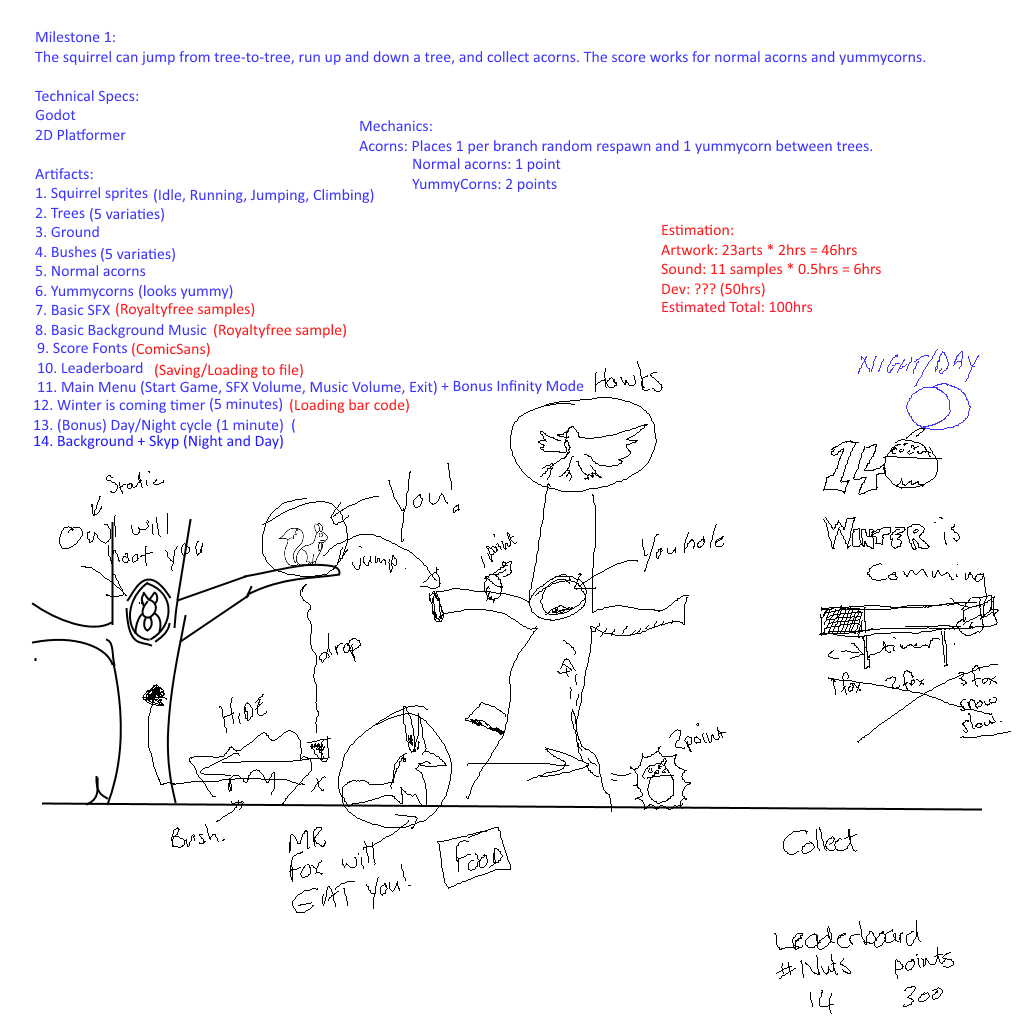 Milestone 1:
The squirrel can jump from tree-to-tree, run up and down a tree, and collect acorns. The score works for normal acorns and yummycorns.
Technical Specs:
Godot
2D Platformer
Mechanics:
Acorns: Places 1 per branch random respawn and 1 yummycorn between trees.
Normal acorns: 1 point
YummyCorns: 2 points
Artifacts:
1. Squirrel sprites (Idle, Running, Jumping, Climbing)
2. Trees (5 variaties)
3. Ground
4. Bushes (5 variaties)
5. Normal acorns
6. Yummycorns (looks yummy)
7. Basic SFX (Royaltyfree samples)
8. Basic Background Music (Royaltyfree sample)
9. Score Fonts (ComicSans)
10. Leaderboard (Saving/Loading to file)
11. Main Menu (Start Game, SFX Volume, Music Volume, Exit) + Bonus Infinity Mode
12. Winter is coming timer (5 minutes) (Loading bar code)
13. (Bonus) Day/Night cycle (1 minute) (
14. Background + Skyp (Night and Day)
Estimation:
Artwork: 23arts * 2hrs = 46hrs
Sound: 11 samples * 0.5hrs = 6hrs
Dev: ??? (50hrs)
Estimated Total: 100hrs
NIGHT/DAY
Hawks
14
Static
Owl will
hoot you
You!
jump.
1 point
You hole
WINTER is
Comming
timer
1 fox 2 fox 3 fox
snow
slow.
drop
HIDE
x
2 point
Bush.
MR
Fox will
EAT You!
FOOD
Collect
Leaderboard
#Nuts points
14 300